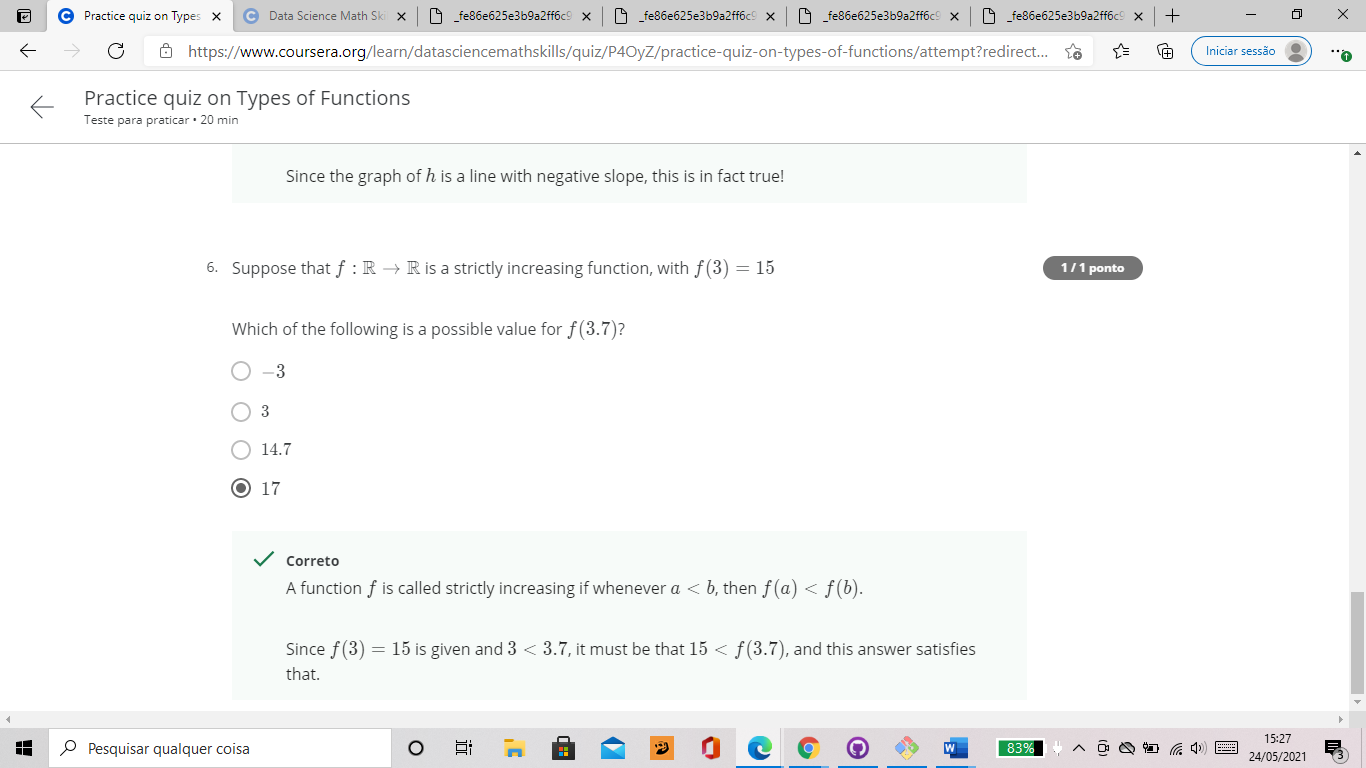 Practice quiz on Types
Data Science Math Ski
_fe86e625e3b9a2ff6c9
_fe86e625e3b9a2ff6c9
_fe86e625e3b9a2ff6c9
_fe86e625e3b9a2ff6c9
https://www.coursera.org/learn/datasciencemathskills/quiz/P4OyZ/practice-quiz-on-types-of-functions/attempt?redirect...
Iniciar sessão
Practice quiz on Types of Functions
Teste para praticar • 20 min
Since the graph of h is a line with negative slope, this is in fact true!
6. Suppose that f : ℝ → ℝ is a strictly increasing function, with f(3) = 15
1 / 1 ponto
Which of the following is a possible value for f(3.7)?
−3
3
14.7
17
Correto
A function f is called strictly increasing if whenever a < b, then f(a) < f(b).
Since f(3) = 15 is given and 3 < 3.7, it must be that 15 < f(3.7), and this answer satisfies
that.
Pesquisar qualquer coisa
83%
15:27
24/05/2021
3